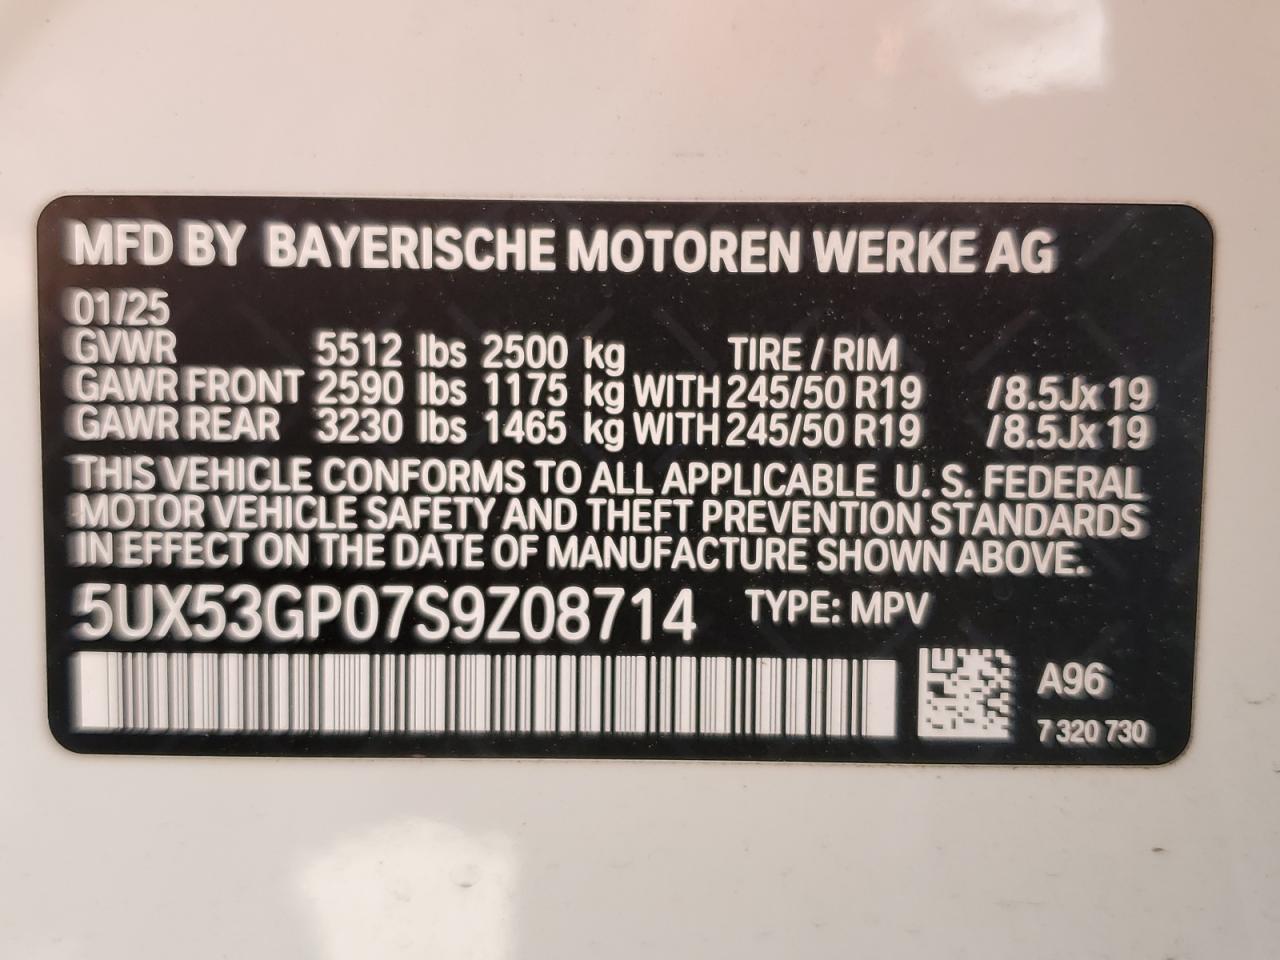 MFD BY BAYERISCHE MOTOREN WERKE AG
01/25
GVWR 5512 lbs 2500 kg TIRE / RIM
GAWR FRONT 2590 lbs 1175 kg WITH 245/50 R19 /8.5Jx19
GAWR REAR 3230 lbs 1465 kg WITH 245/50 R19 /8.5Jx19
THIS VEHICLE CONFORMS TO ALL APPLICABLE U. S. FEDERAL
MOTOR VEHICLE SAFETY AND THEFT PREVENTION STANDARDS
IN EFFECT ON THE DATE OF MANUFACTURE SHOWN ABOVE.
5UX53GP07S9Z08714 TYPE: MPV
A96
7 320 730